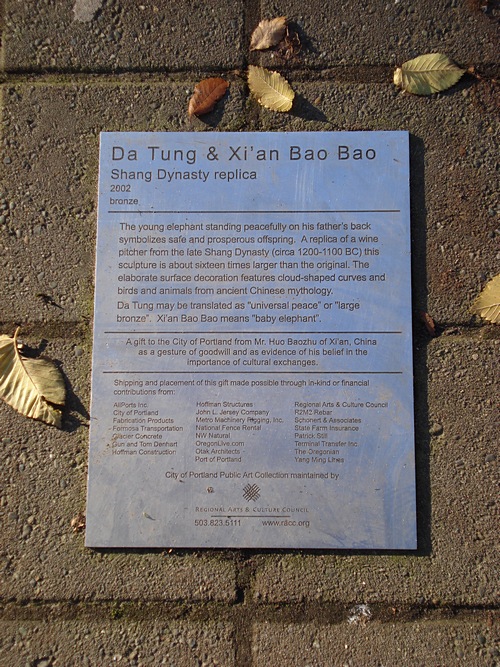 Da Tung & Xi'an Bao Bao
Shang Dynasty replica
2002
bronze
The young elephant standing peacefully on his father's back
symbolizes safe and prosperous offspring. A replica of a wine
pitcher from the late Shang Dynasty (circa 1200-1100 BC) this
sculpture is about sixteen times larger than the original. The
elaborate surface decoration features cloud-shaped curves and
birds and animals from ancient Chinese mythology.
Da Tung may be translated as "universal peace" or "large
bronze". Xi'an Bao Bao means "baby elephant".
A gift to the City of Portland from Mr. Huo Baozhu of Xi'an, China
as a gesture of goodwill and as evidence of his belief in the
importance of cultural exchanges.
Shipping and placement of this gift made possible through in-kind or financial
contributions from:
AllPorts Inc.
City of Portland
Fabrication Products
Formosa Transportation
Glacier Concrete
Sun and Tom Dienhart
Hoffman Construction
Hoffman Structures
John L. Jersey Company
Metro Machinery Rigging, Inc.
National Fence Rental
NW Natural
OregonLive.com
Otak Architects
Port of Portland
Regional Arts & Culture Council
R2M2 Rebar
Schonert & Associates
State Farm Insurance
Patrick Still
Terminal Transfer Inc.
The Oregonian
Yang Ming Lines
City of Portland Public Art Collection maintained by
REGIONAL ARTS & CULTURE COUNCIL
503.823.5111 www.racc.org